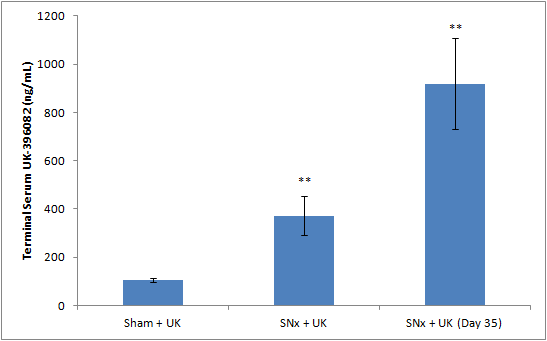 1200
1000
800
600
400
200
0
Terminal Serum UK-396082 (ng/mL)
**
**
Sham + UK
SNx + UK
SNx + UK (Day 35)